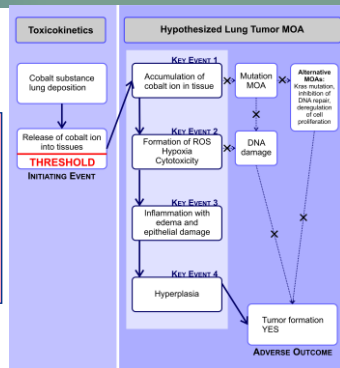 Toxicokinetics
Hypothesized Lung Tumor MOA
Cobalt substance
lung deposition
Release of cobalt ion
into tissues
THRESHOLD
INITIATING EVENT
KEY EVENT 1
Accumulation of
cobalt ion in tissue
Mutation
MOA
Alternative
MOAs:
Kras mutation,
inhibition of
DNA repair,
deregulation
of cell
proliferation
KEY EVENT 2
Formation of ROS
Hypoxia
Cytotoxicity
DNA
damage
KEY EVENT 3
Inflammation with
edema and
epithelial damage
KEY EVENT 4
Hyperplasia
Tumor formation
YES
ADVERSE OUTCOME